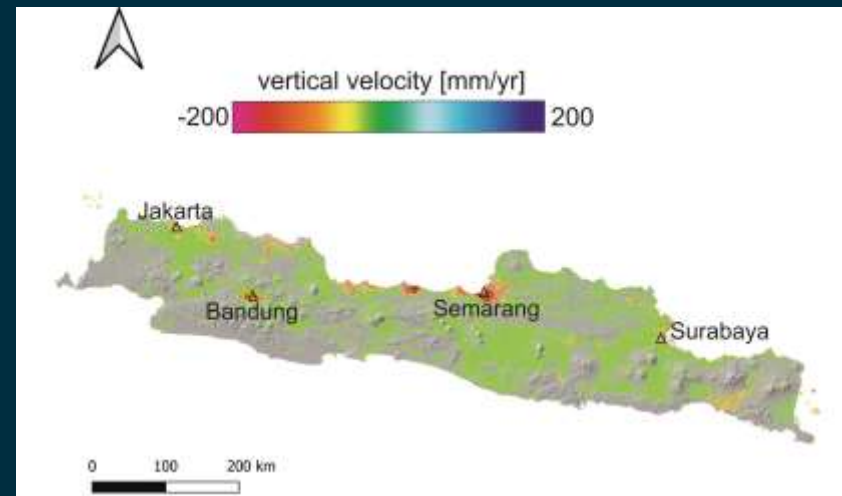 vertical velocity [mm/yr]
-200 200
Jakarta
Bandung
Semarang
Surabaya
0 100 200 km